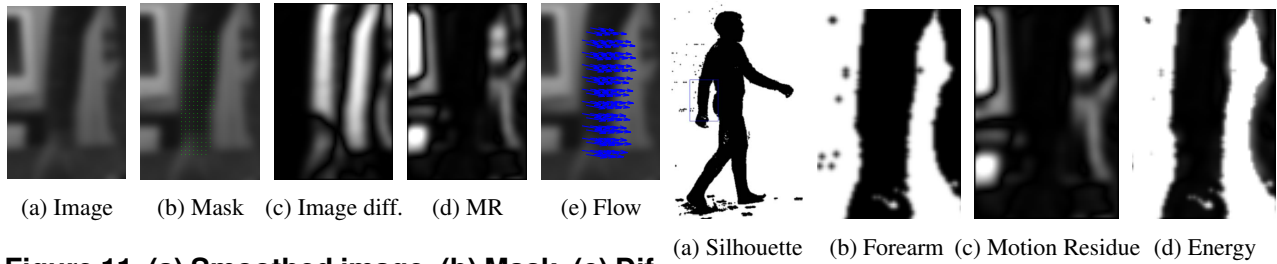 (a) Image (b) Mask (c) Image diff. (d) MR (e) Flow
(a) Silhouette (b) Forearm (c) Motion Residue (d) Energy
Figure 11. (a) Smoothed image. (b) Mask. (c) Dif-